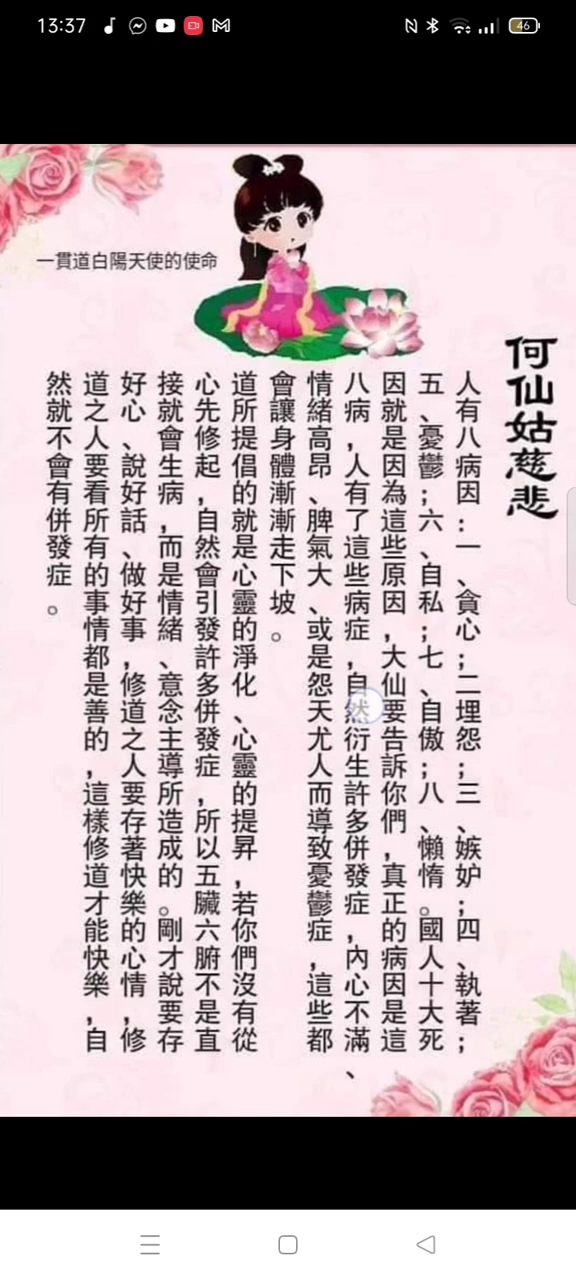 13:37
46
一貫道白陽天使的使命
何仙姑慈悲
人有八病因：一、貪心；二埋怨；三、嫉妒；四、執著；
五、憂鬱；六、自私；七、自傲；八、懶惰。國人十大死
因就是因為這些原因，大仙要告訴你們，真正的病因是這
八病，人有了這些病症，自然衍生許多併發症，內心不滿、
情緒高昂、脾氣大、或是怨天尤人而導致憂鬱症，這些都
會讓身體漸漸走下坡。
道所提倡的就是心靈的淨化、心靈的提昇，若你們沒有從
心先修起，自然會引發許多併發症，所以五臟六腑不是直
接就會生病，而是情緒、意念主導所造成的。剛才說要存
好心、說好話、做好事，修道之人要存著快樂的心情，修
道之人要看所有的事情都是善的，這樣修道才能快樂，自
然就不會有併發症。